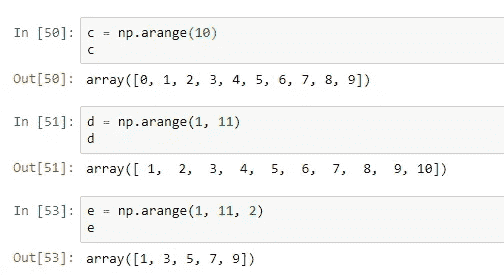 In [50]: c = np.arange(10)
c
Out[50]: array([0, 1, 2, 3, 4, 5, 6, 7, 8, 9])
In [51]: d = np.arange(1, 11)
d
Out[51]: array([ 1,  2,  3,  4,  5,  6,  7,  8,  9, 10])
In [53]: e = np.arange(1, 11, 2)
e
Out[53]: array([1, 3, 5, 7, 9])